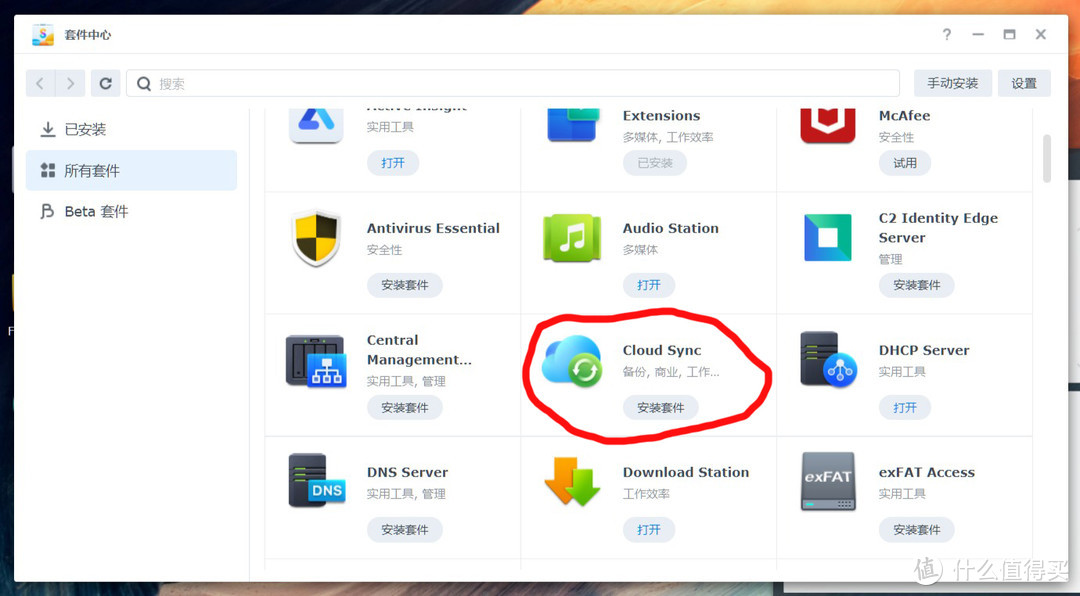 套件中心
搜索
手动安装
设置
已安装
所有套件
Beta 套件
Active Insight
实用工具
打开
Extensions
多媒体, 工作效率
已安装
McAfee
安全性
试用
Antivirus Essential
安全性
安装套件
Audio Station
多媒体
打开
C2 Identity Edge
Server
管理
安装套件
Central
Management...
实用工具, 管理
安装套件
Cloud Sync
备份, 商业, 工作...
安装套件
DHCP Server
实用工具
打开
DNS
DNS Server
实用工具, 管理
安装套件
Download Station
工作效率
打开
exFAT
exFAT Access
实用工具
安装套件
值 什么值得买